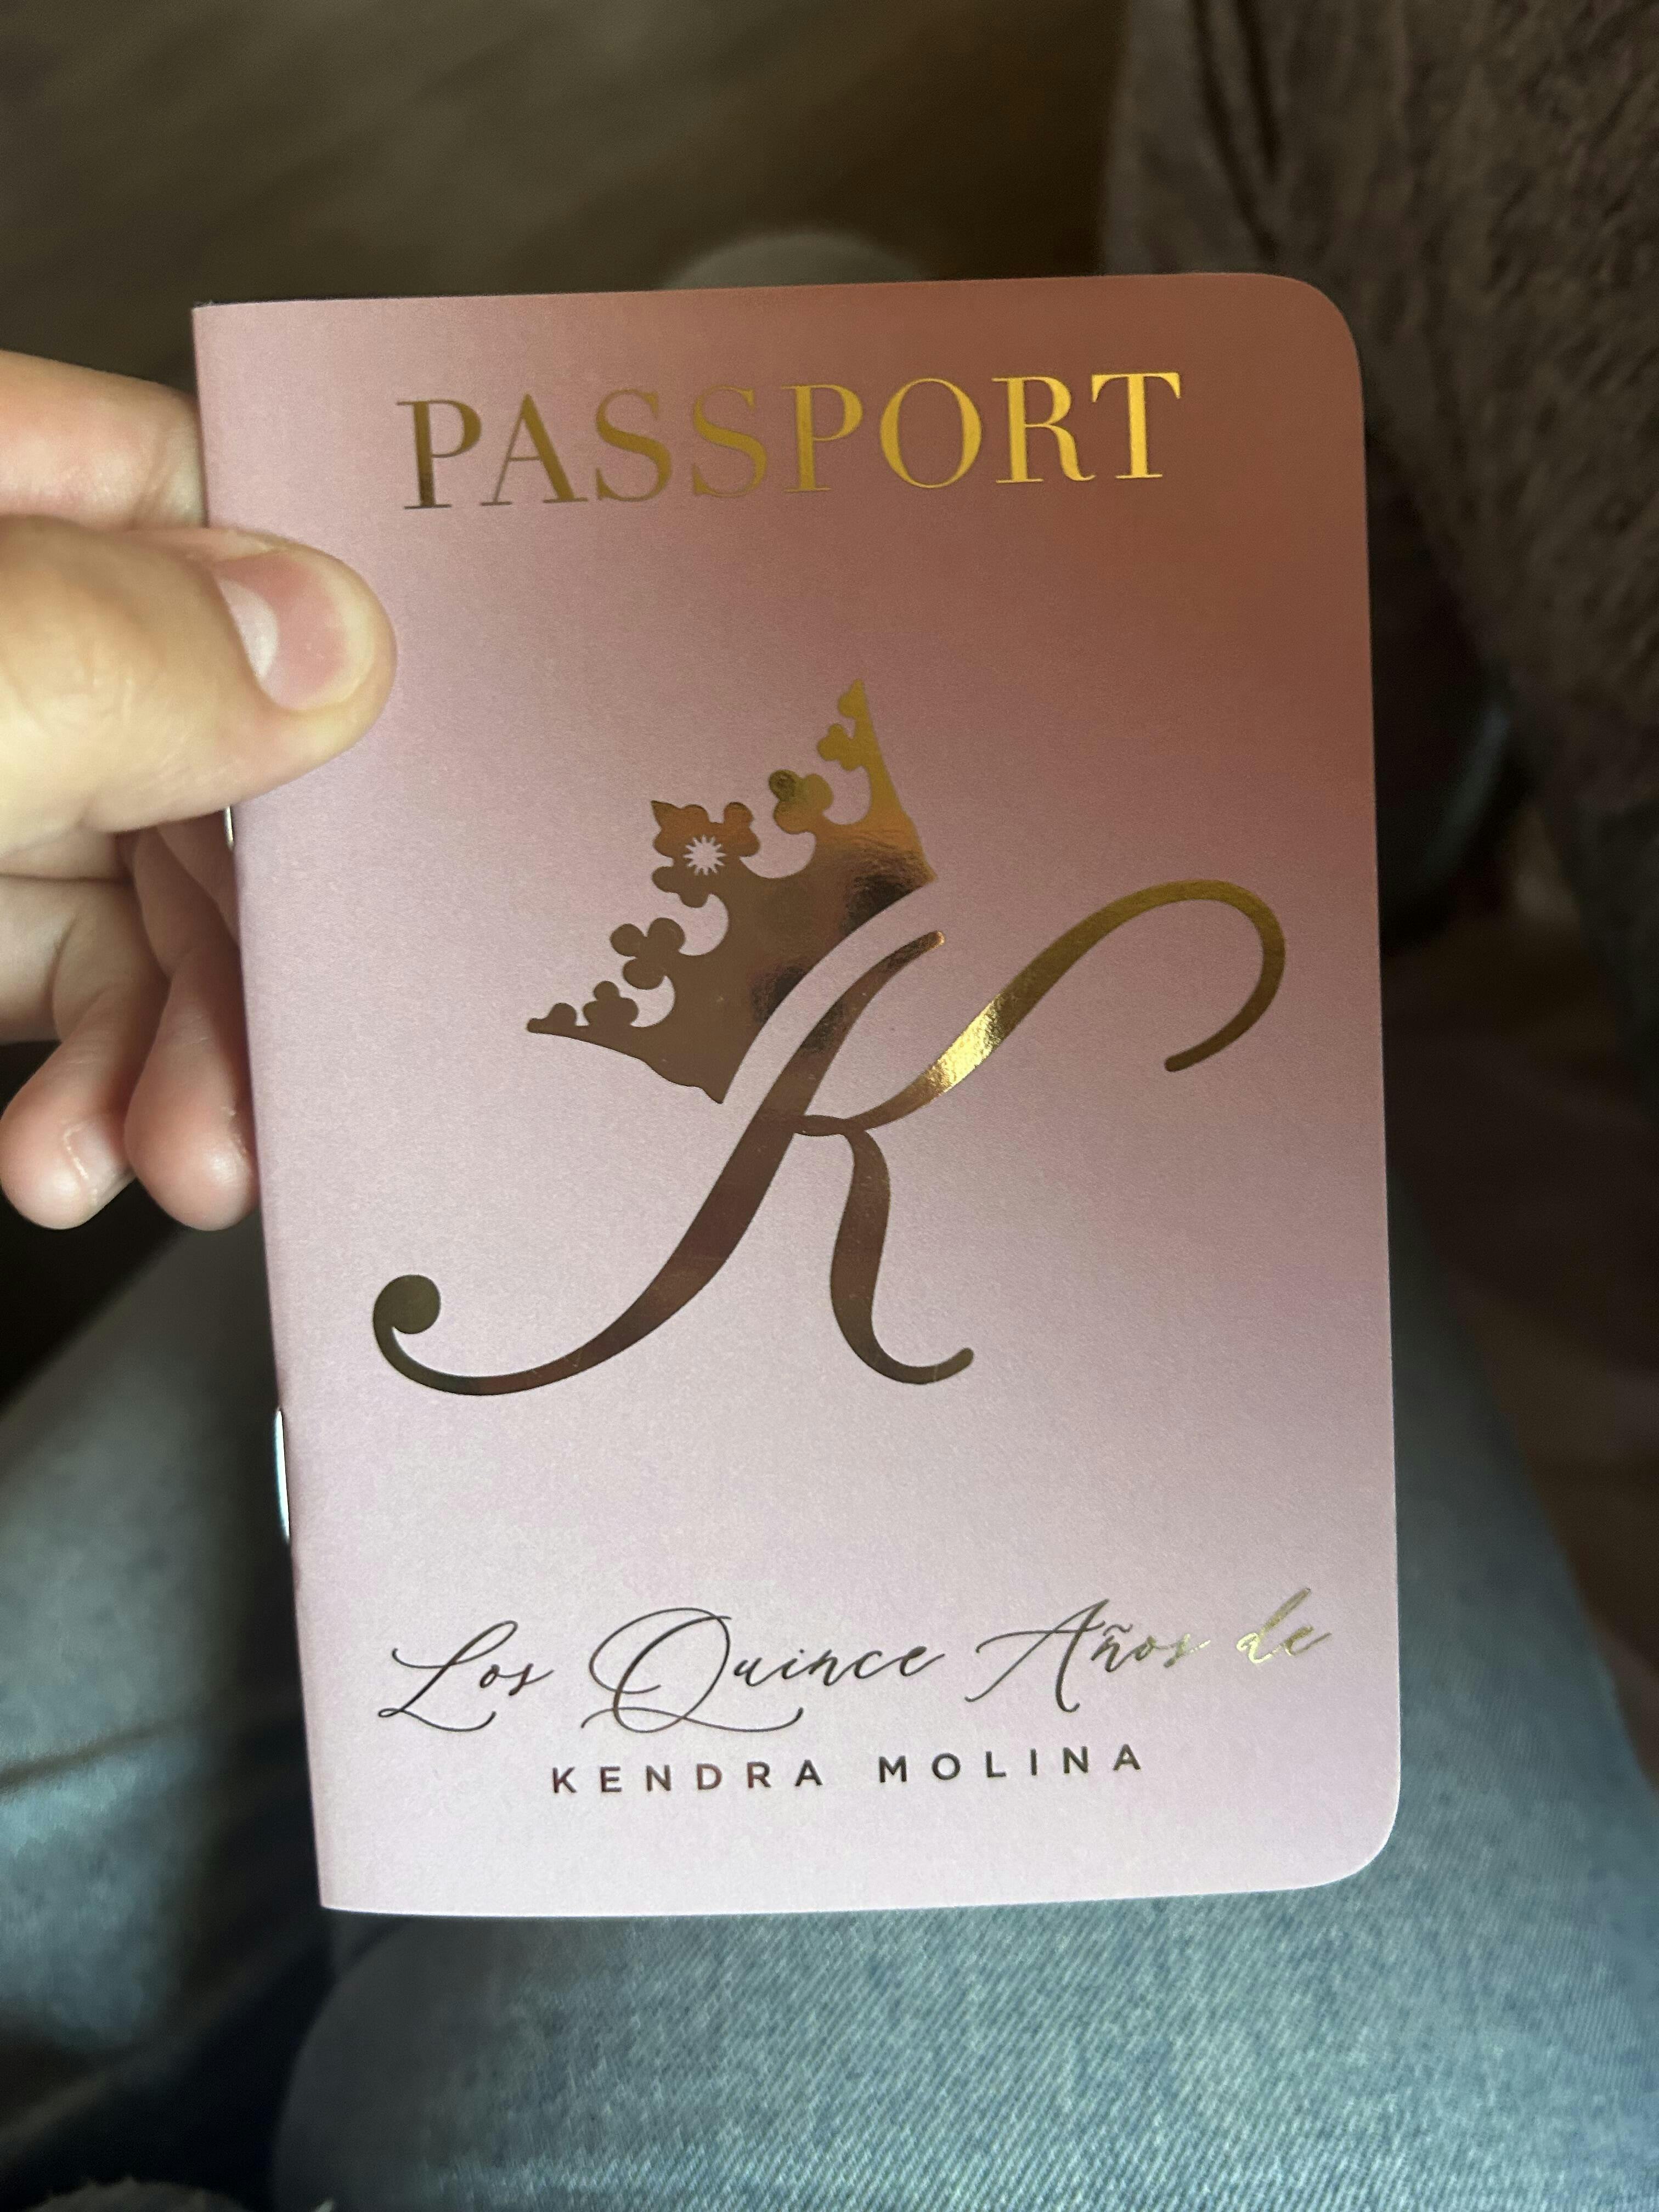 PASSPORT
K
Los Quince Años de
KENDRA MOLINA